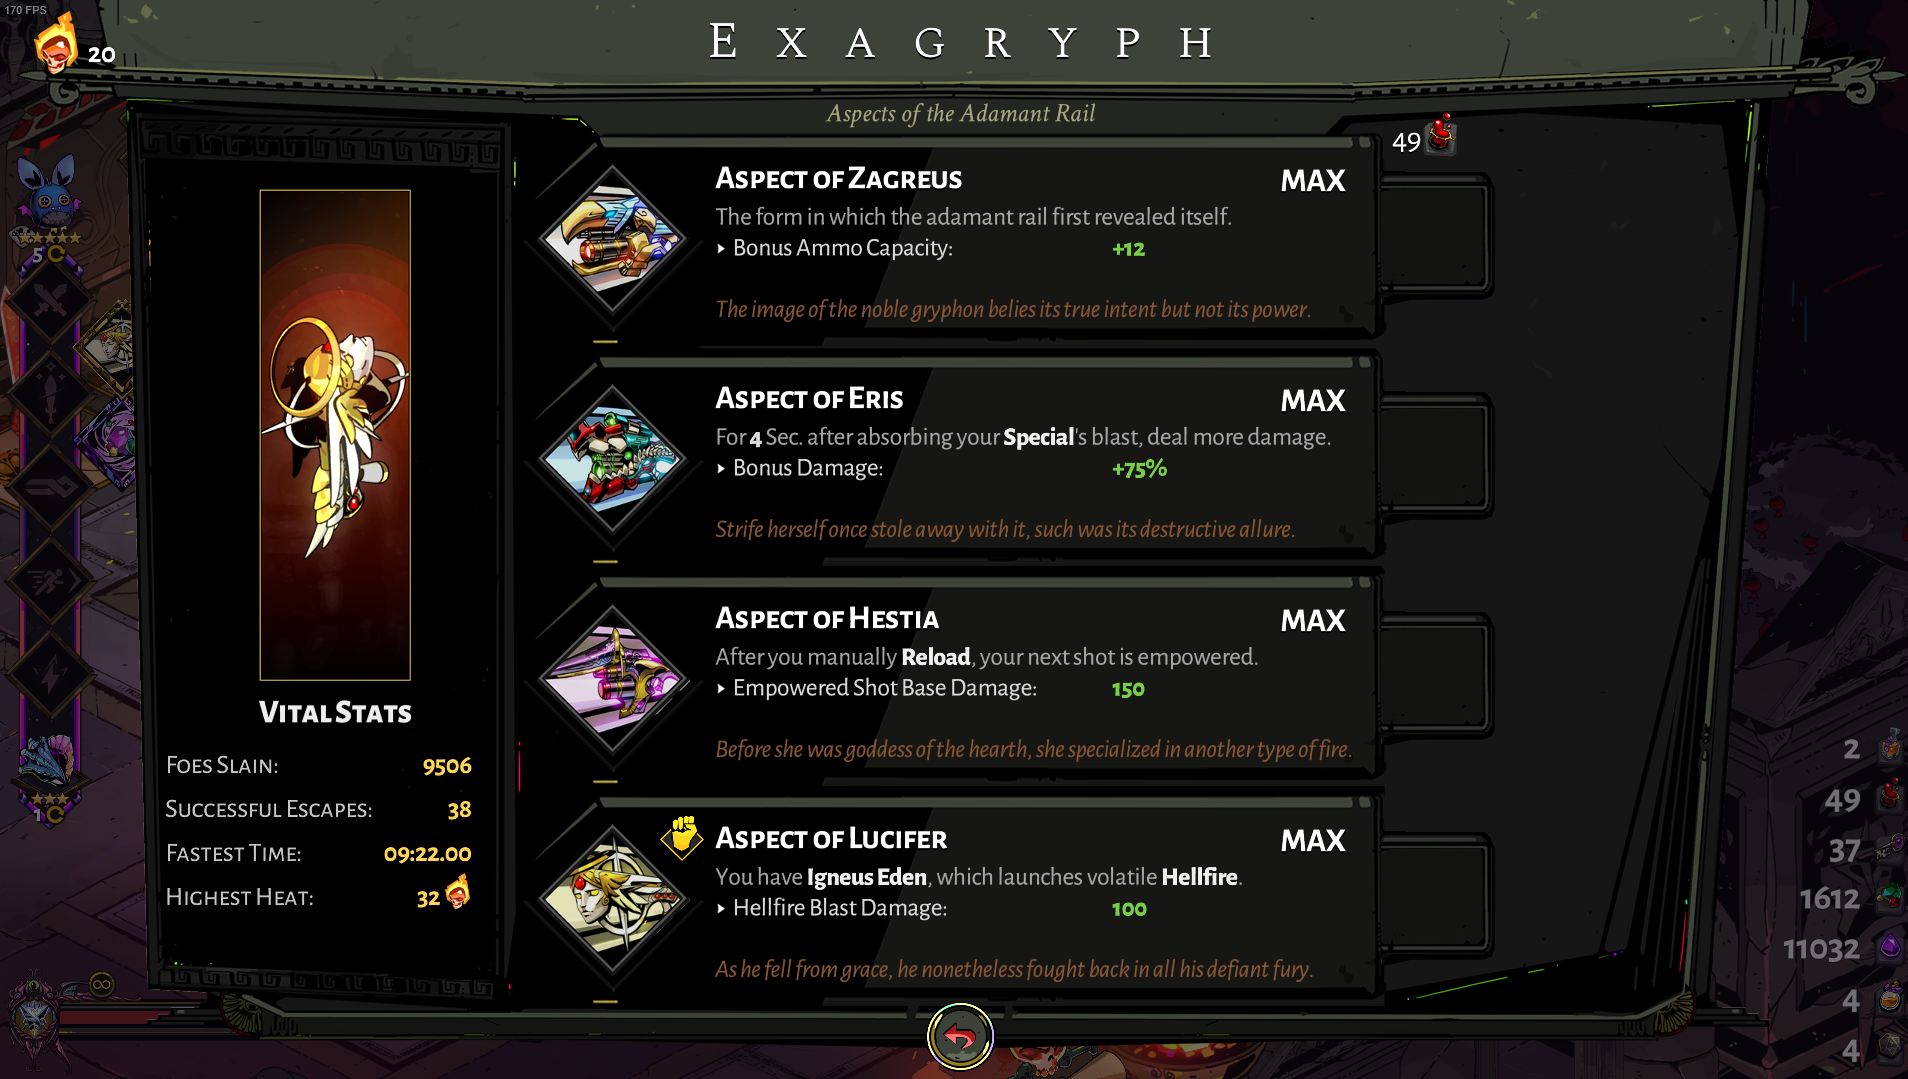 170 FPS
20
EXAGRYPH
Aspects of the Adamant Rail
49
ASPECT OF ZAGREUS
MAX
The form in which the adamant rail first revealed itself.
Bonus Ammo Capacity: +12
The image of the noble gryphon belies its true intent but not its power.
ASPECT OF ERIS
MAX
For 4 Sec. after absorbing your Special's blast, deal more damage.
Bonus Damage: +75%
Strife herself once stole away with it, such was its destructive allure.
ASPECT OF HESTIA
MAX
After you manually Reload, your next shot is empowered.
Empowered Shot Base Damage: 150
Before she was goddess of the hearth, she specialized in another type of fire.
ASPECT OF LUCIFER
MAX
You have Igneus Eden, which launches volatile Hellfire.
Hellfire Blast Damage: 100
As he fell from grace, he nonetheless fought back in all his defiant fury.
VITAL STATS
FOES SLAIN: 9506
SUCCESSFUL ESCAPES: 38
FASTEST TIME: 09:22.00
HIGHEST HEAT: 32
5
1
2
49
37
1612
11032
4
4